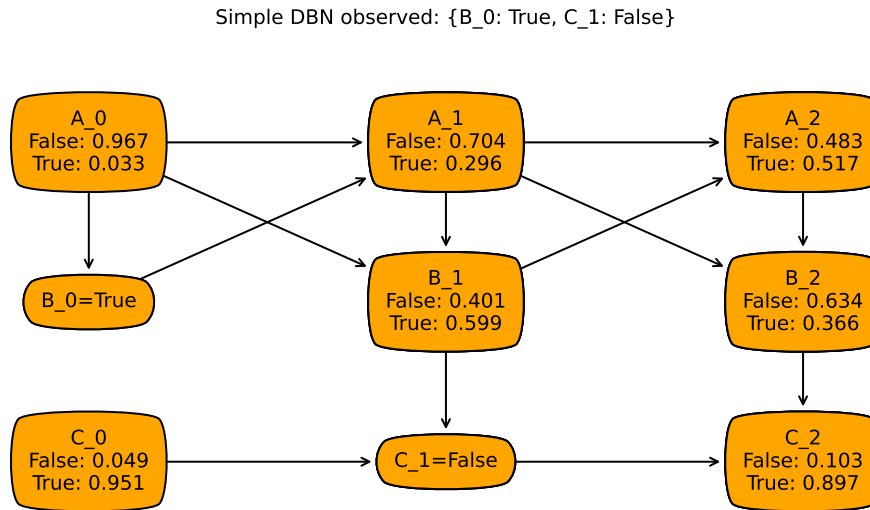 Simple DBN observed: {B_0: True, C_1: False}
A_0
False: 0.967
True: 0.033
A_1
False: 0.704
True: 0.296
A_2
False: 0.483
True: 0.517
B_0=True
B_1
False: 0.401
True: 0.599
B_2
False: 0.634
True: 0.366
C_0
False: 0.049
True: 0.951
C_1=False
C_2
False: 0.103
True: 0.897